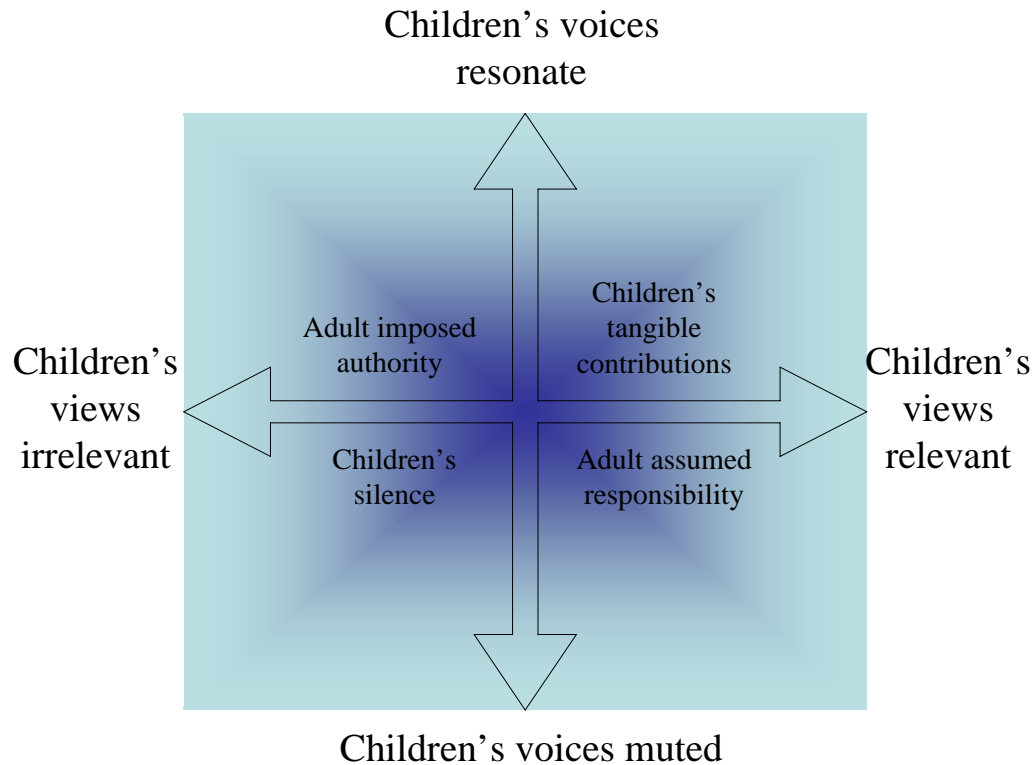 Children’s voices
resonate
Children’s
tangible
contributions
Adult imposed
authority
Children’s
views
irrelevant
Children’s
views
relevant
Children’s
silence
Adult assumed
responsibility
Children’s voices muted